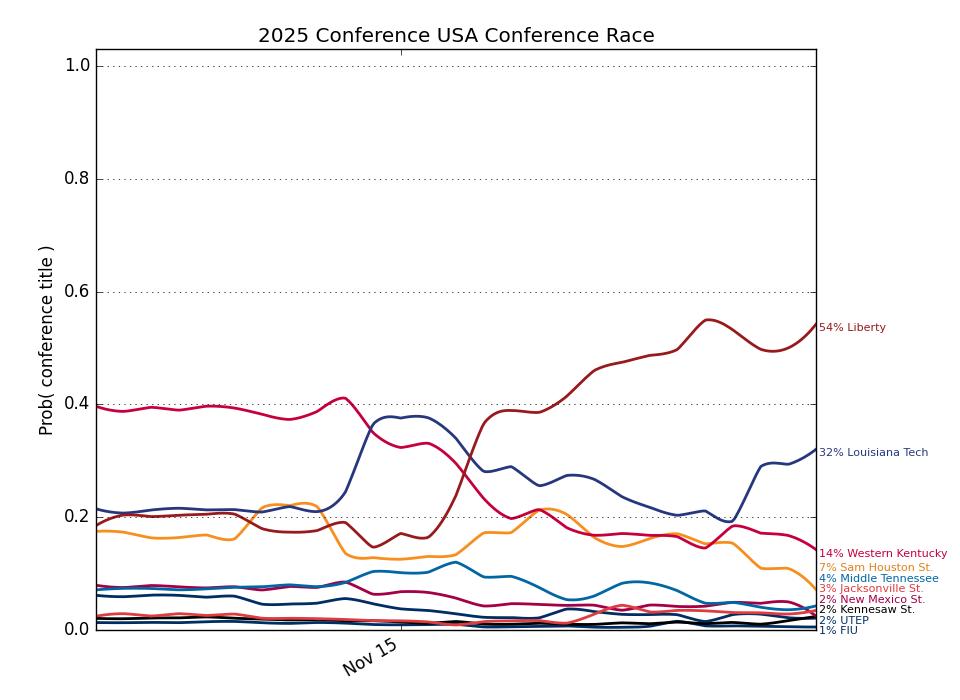 2025 Conference USA Conference Race
Prob( conference title )
1.0
0.8
0.6
0.4
0.2
0.0
Nov 15
54% Liberty
32% Louisiana Tech
14% Western Kentucky
7% Sam Houston St.
4% Middle Tennessee
3% Jacksonville St.
2% New Mexico St.
2% Kennesaw St.
2% UTEP
1% FIU